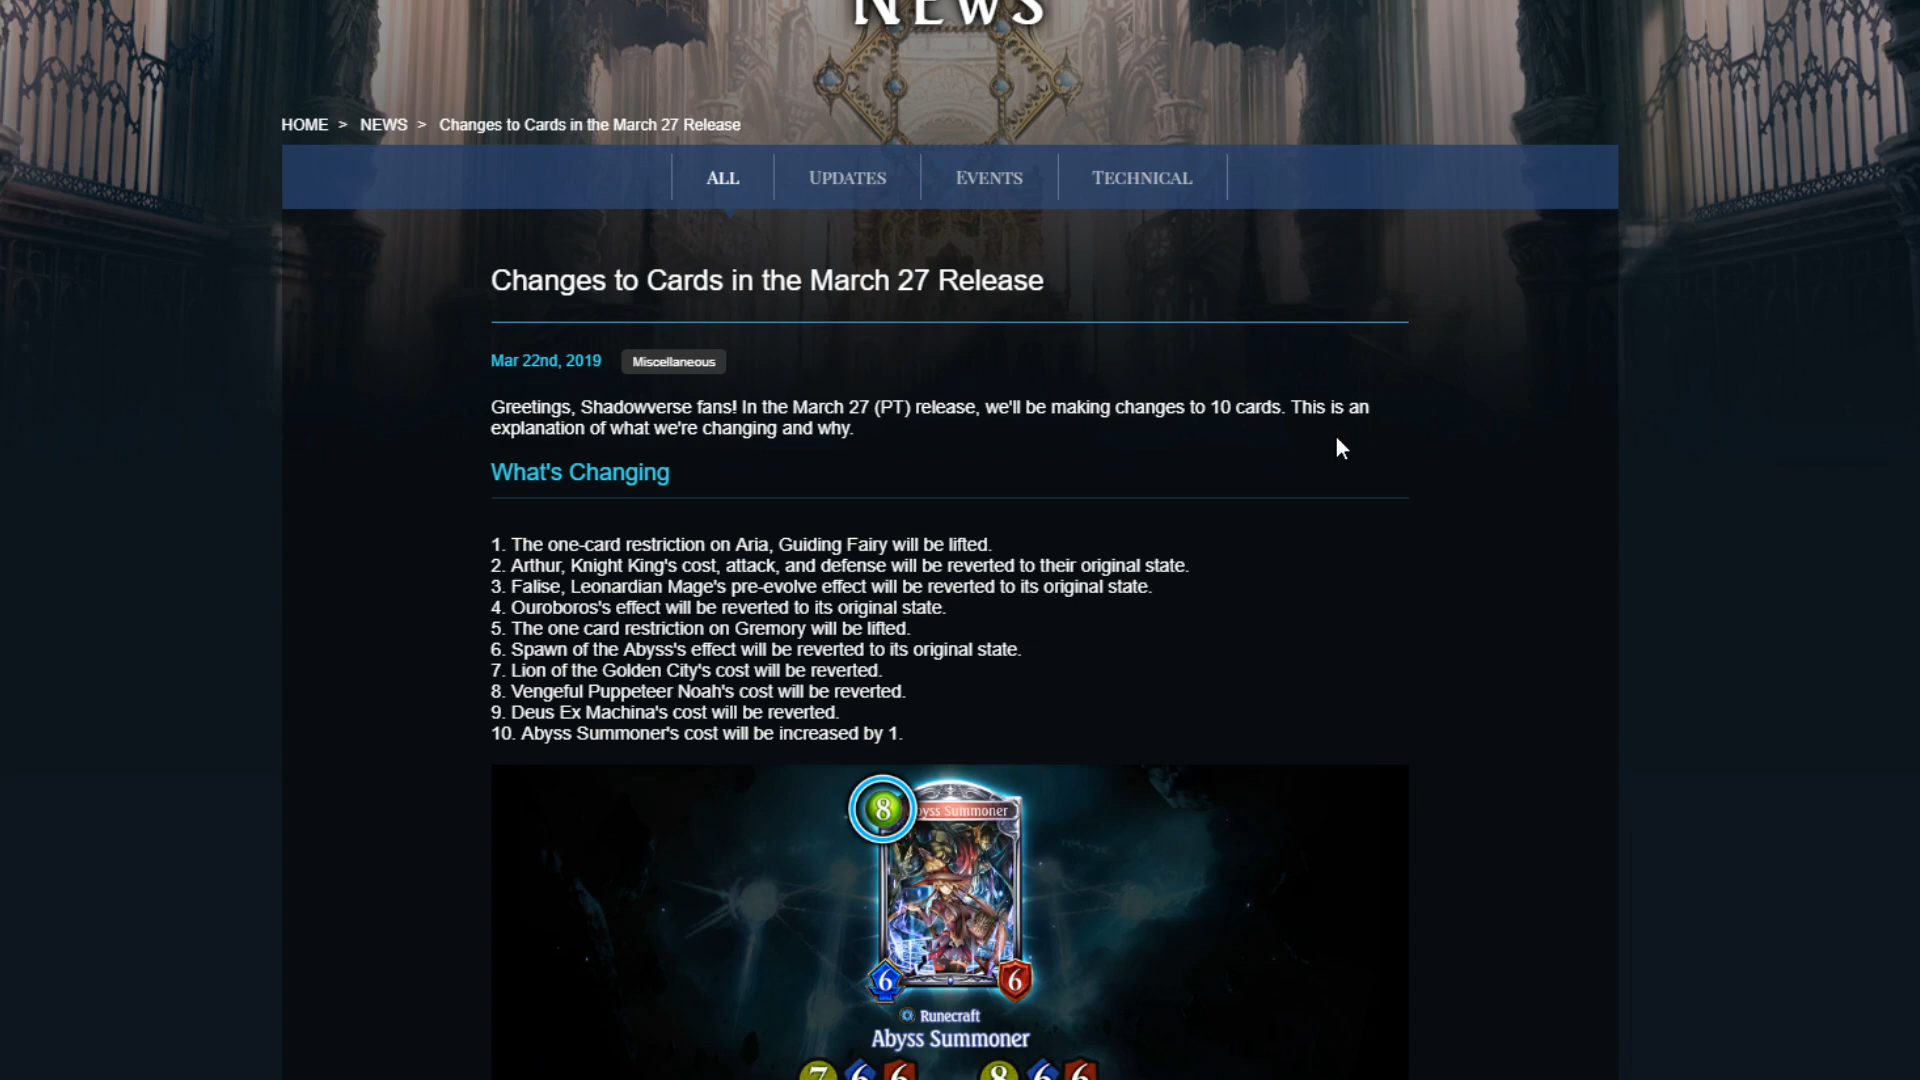 NEWS
HOME > NEWS > Changes to Cards in the March 27 Release
ALL UPDATES EVENTS TECHNICAL
Changes to Cards in the March 27 Release
Mar 22nd, 2019 Miscellaneous
Greetings, Shadowverse fans! In the March 27 (PT) release, we'll be making changes to 10 cards. This is an
explanation of what we're changing and why.
What's Changing
1. The one-card restriction on Aria, Guiding Fairy will be lifted.
2. Arthur, Knight King's cost, attack, and defense will be reverted to their original state.
3. Falise, Leonardian Mage's pre-evolve effect will be reverted to its original state.
4. Ouroboros's effect will be reverted to its original state.
5. The one card restriction on Gremory will be lifted.
6. Spawn of the Abyss's effect will be reverted to its original state.
7. Lion of the Golden City's cost will be reverted.
8. Vengeful Puppeteer Noah's cost will be reverted.
9. Deus Ex Machina's cost will be reverted.
10. Abyss Summoner's cost will be increased by 1.
8 byss Summoner
6 6
Runecraft
Abyss Summoner
7 6 6 8 6 6